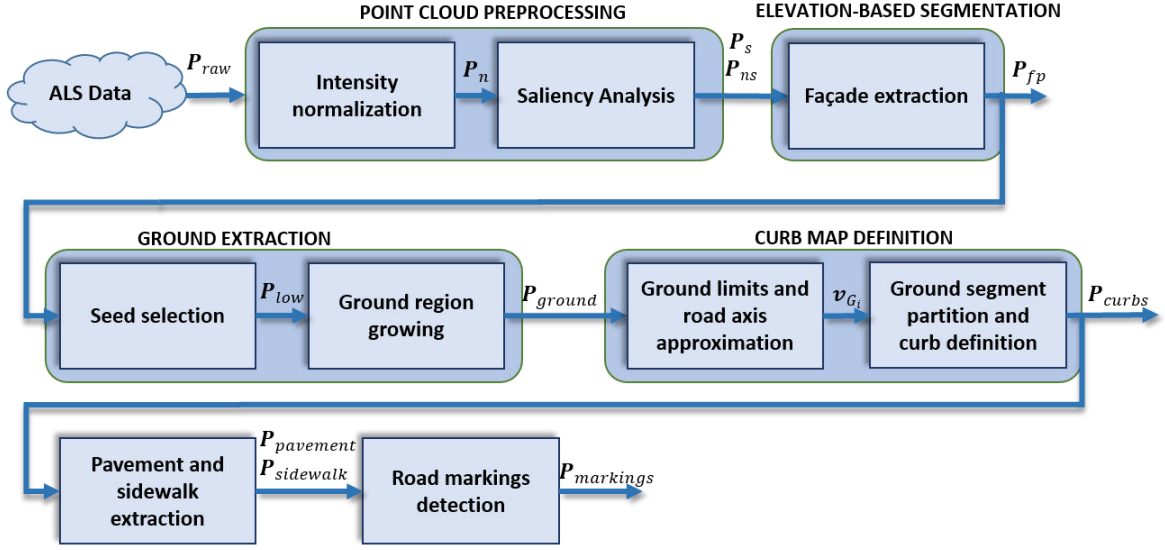 POINT CLOUD PREPROCESSING
ELEVATION-BASED SEGMENTATION
ALS Data
P_raw
Intensity
normalization
P_n
Saliency Analysis
P_s
P_ns
Façade extraction
P_fp
GROUND EXTRACTION
CURB MAP DEFINITION
Seed selection
P_low
Ground region
growing
P_ground
Ground limits and
road axis
approximation
v_{G_i}
Ground segment
partition and
curb definition
P_curbs
Pavement and
sidewalk
extraction
P_pavement
P_sidewalk
Road markings
detection
P_markings